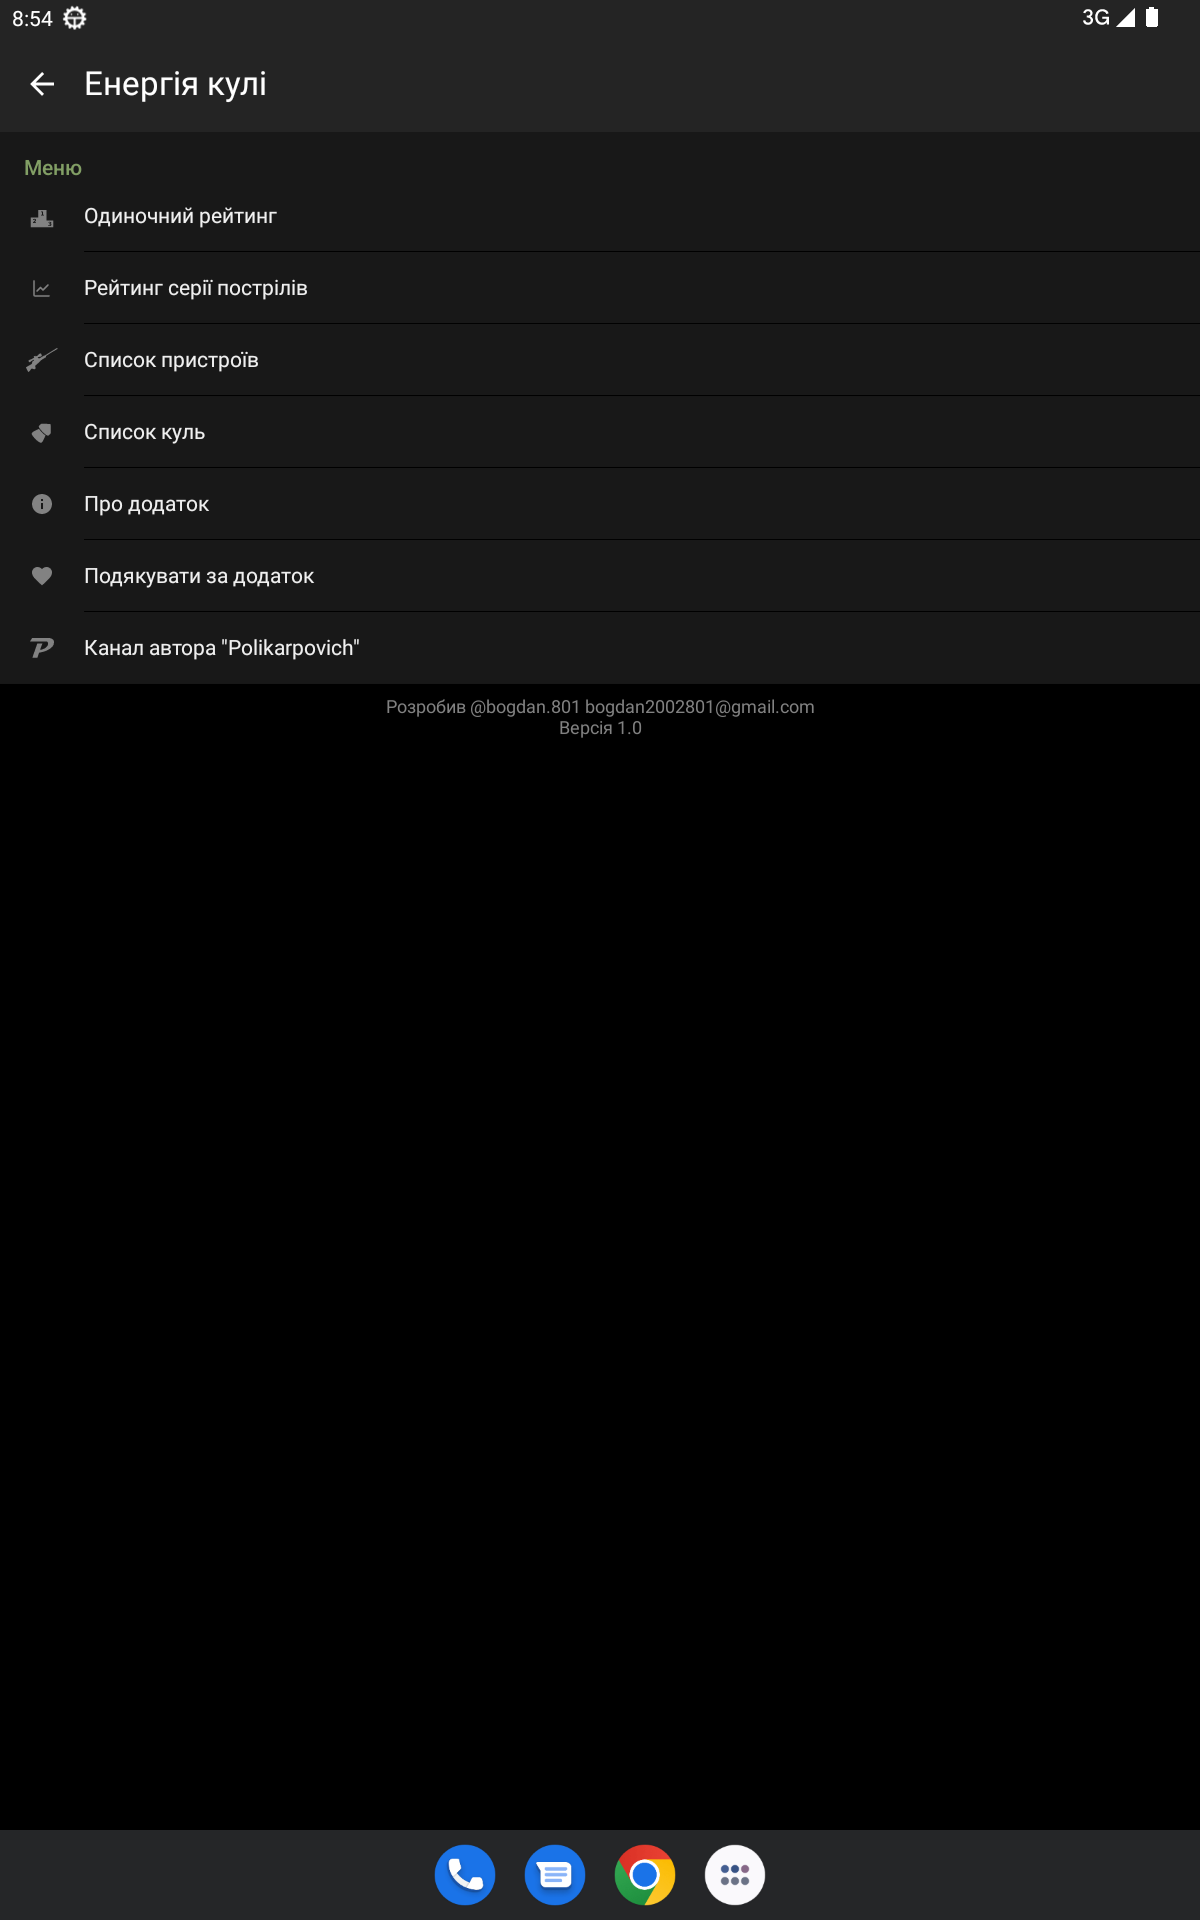 8:54
3G
Енергія кулі
Меню
Одиночний рейтинг
Рейтинг серії пострілів
Список пристроїв
Список куль
Про додаток
Подякувати за додаток
Канал автора "Polikarpovich"
Розробив @bogdan.801 bogdan2002801@gmail.com
Версія 1.0